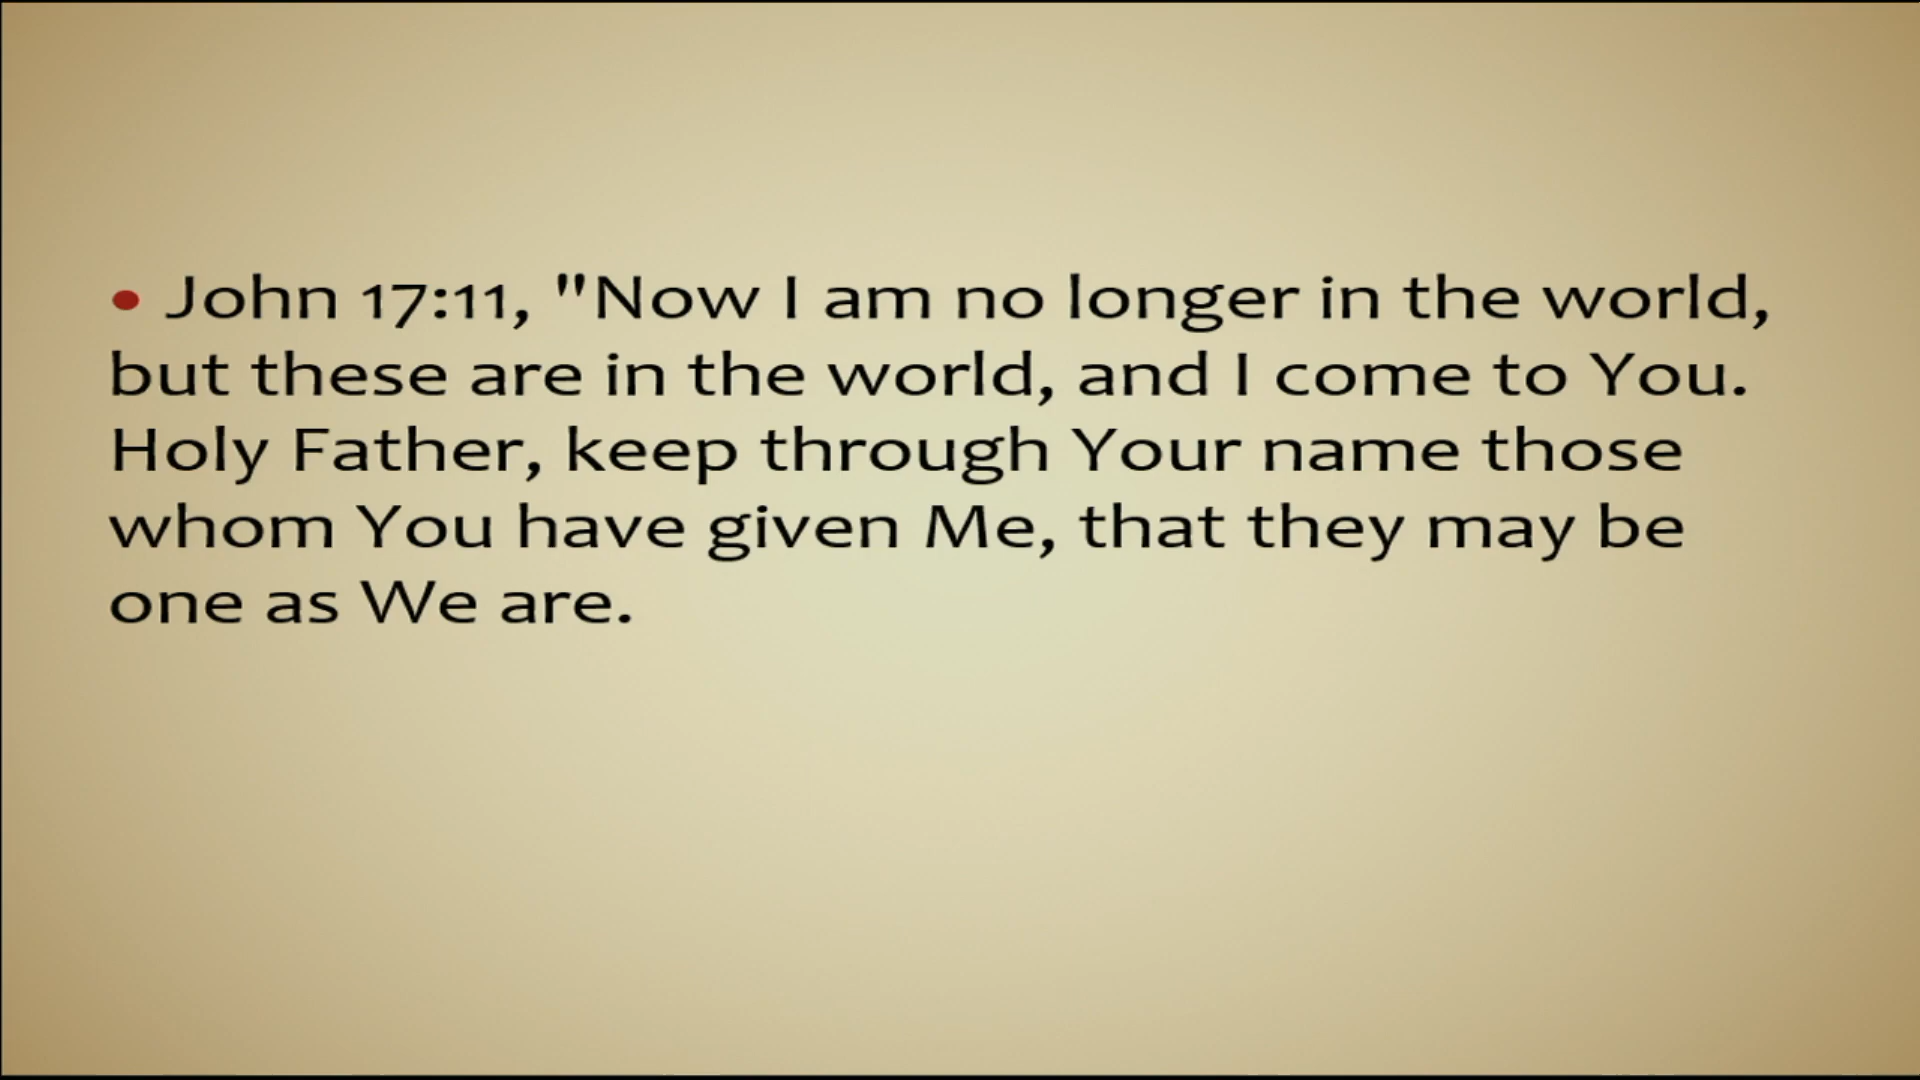 • John 17:11, "Now I am no longer in the world,
but these are in the world, and I come to You.
Holy Father, keep through Your name those
whom You have given Me, that they may be
one as We are.